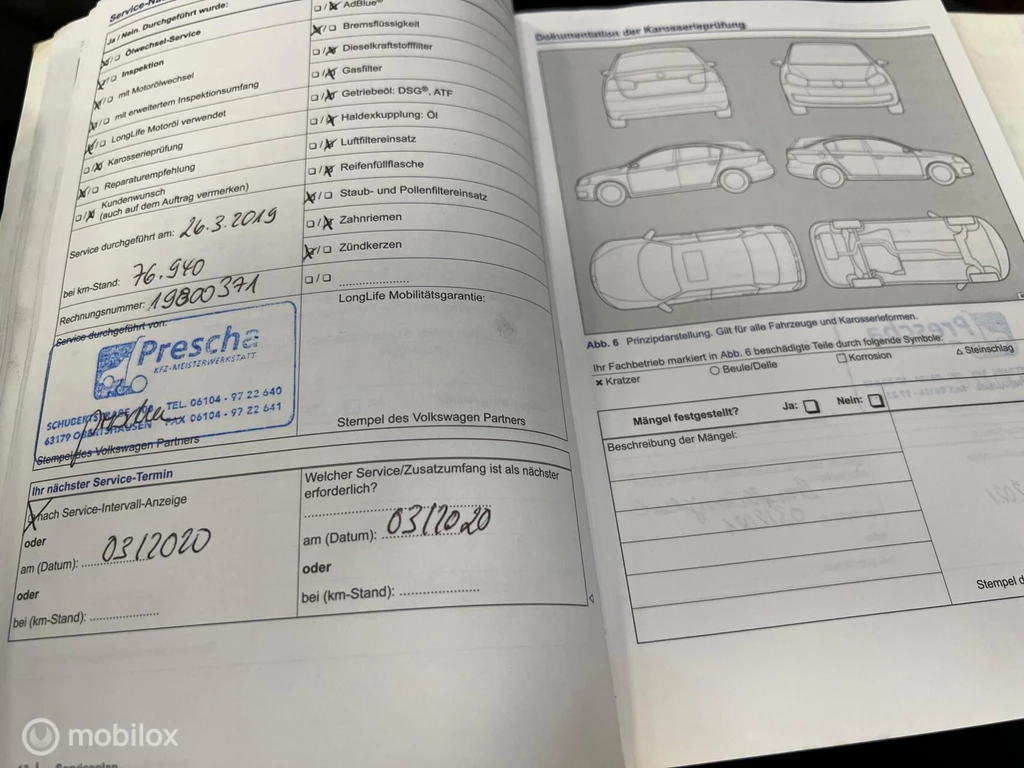 Ja / Nein. Durchgeführt wurde:
Ölwechsel-Service
Inspektion
mit Motorölwechsel
mit erweitertem Inspektionsumfang
LongLife Motoröl verwendet
Karosserieprüfung
Reparaturempfehlung
Kundenwunsch
(auch auf dem Auftrag vermerken)
Service durchgeführt am: 26.3.2019
bei km-Stand: 76.940
Rechnungsnummer: 19800371
Service durchgeführt von:
Prescha
KFZ-MEISTERWERKSTATT
TEL. 06104 - 97 22 640
63179 OBERTSHAUSEN FAX 06104 - 97 22 641
Stempel des Volkswagen Partners
AdBlue®
Bremsflüssigkeit
Dieselkraftstofffilter
Gasfilter
Getriebeöl: DSG®, ATF
Haldexkupplung: Öl
Luftfiltereinsatz
Reifenfüllflasche
Staub- und Pollenfiltereinsatz
Zahnriemen
Zündkerzen
LongLife Mobilitätsgarantie:
Stempel des Volkswagen Partners
Ihr nächster Service-Termin
nach Service-Intervall-Anzeige
oder
am (Datum): 03/2020
oder
bei (km-Stand):
Welcher Service/Zusatzumfang ist als nächster
erforderlich?
am (Datum): 03/2020
oder
bei (km-Stand):
Dokumentation der Karosserieprüfung
Abb. 6 Prinzipdarstellung. Gilt für alle Fahrzeuge und Karosserieformen.
Ihr Fachbetrieb markiert in Abb. 6 beschädigte Teile durch folgende Symbole:
× Kratzer
○ Beule/Delle
□ Korrosion
△ Steinschlag
Mängel festgestellt? Ja: Nein:
Beschreibung der Mängel:
Stempel d
mobilox
Serviceplan